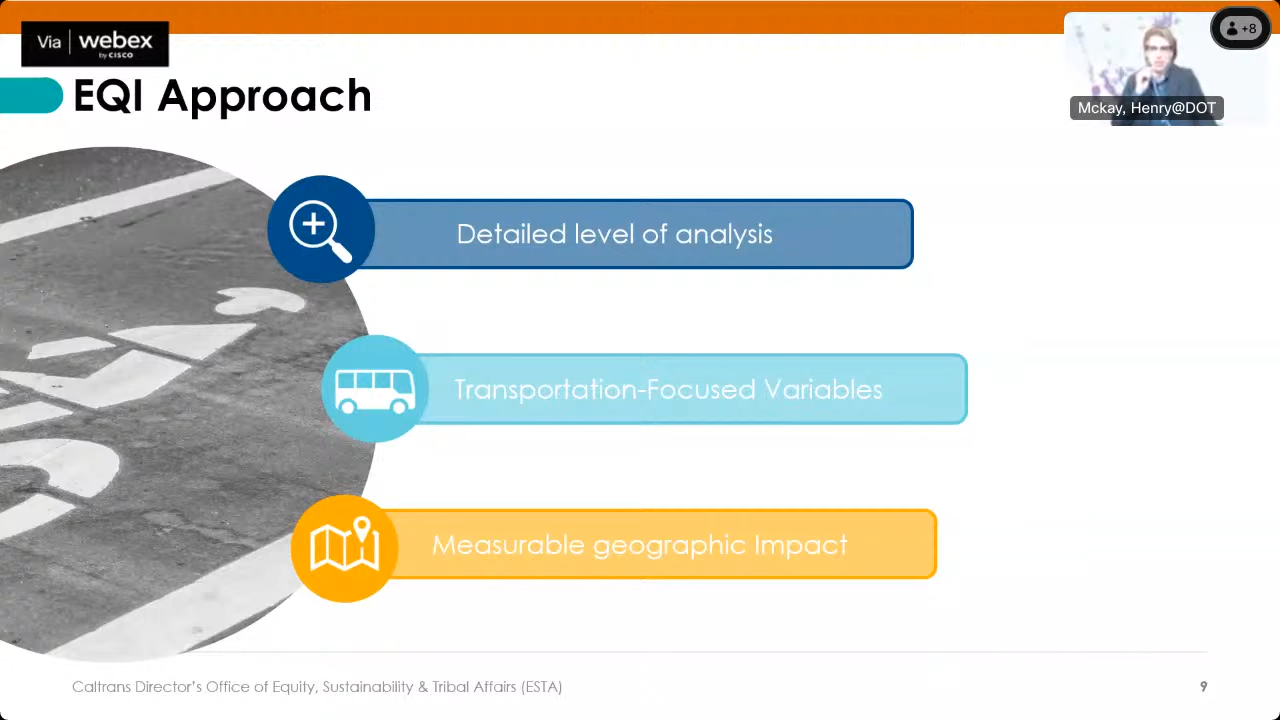 Via | webex
by CISCO
+8
EQI Approach
Mckay, Henry@DOT
Detailed level of analysis
Transportation-Focused Variables
Measurable geographic Impact
Caltrans Director's Office of Equity, Sustainability & Tribal Affairs (ESTA)
9